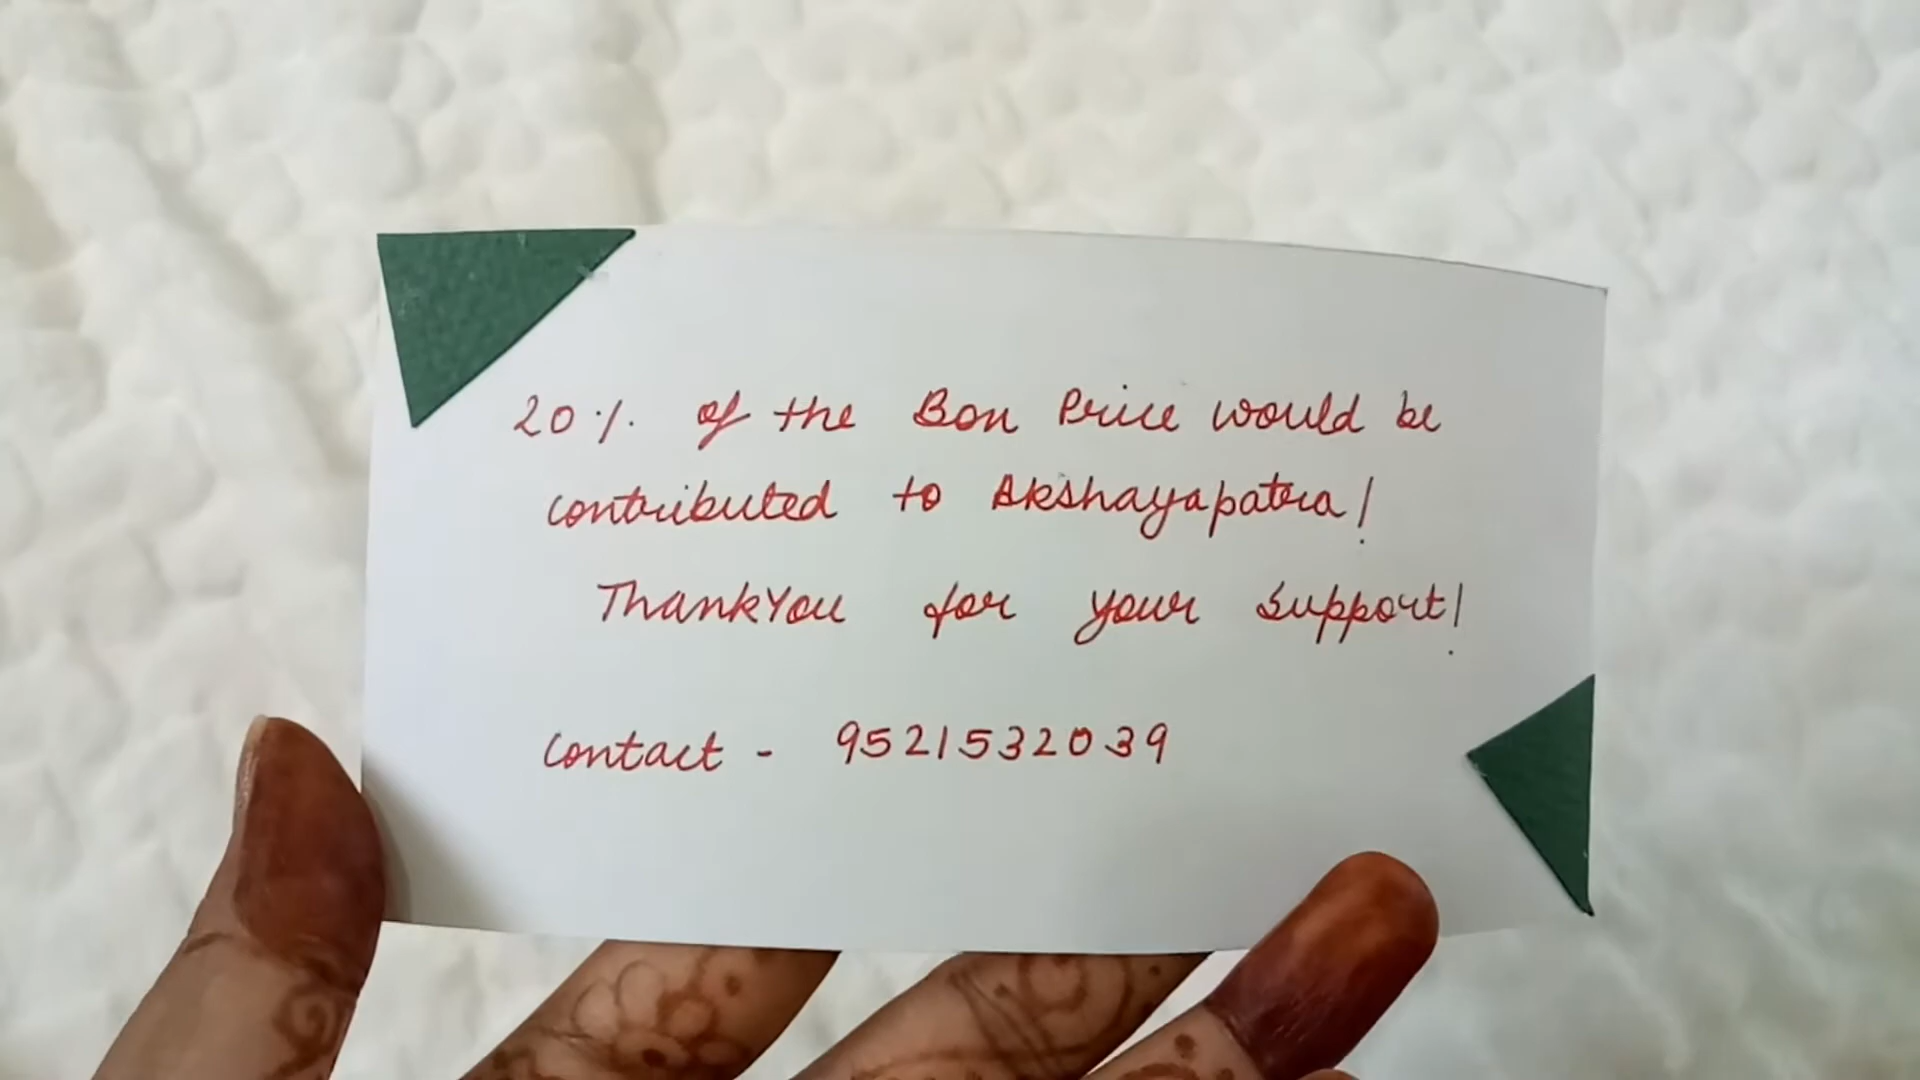 20% of the Box Price would be
contributed to Akshayapatra!
ThankYou for your support!
Contact - 9521532039